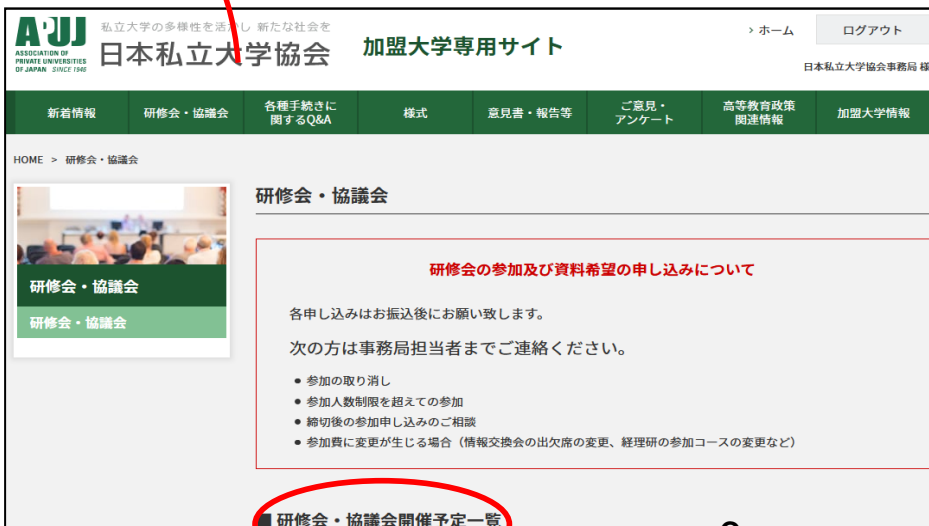 私立大学の多様性を活かし 新たな社会を
APUJ
ASSOCIATION OF
PRIVATE UNIVERSITIES
OF JAPAN SINCE 1946
日本私立大学協会
加盟大学専用サイト
> ホーム
ログアウト
日本私立大学協会事務局 様
新着情報
研修会・協議会
各種手続きに
関するQ&A
様式
意見書・報告等
ご意見・
アンケート
高等教育政策
関連情報
加盟大学情報
HOME > 研修会・協議会
研修会・協議会
研修会・協議会
研修会・協議会
研修会の参加及び資料希望の申し込みについて
各申し込みはお振込後にお願い致します。
次の方は事務局担当者までご連絡ください。
● 参加の取り消し
● 参加人数制限を超えての参加
● 締切後の参加申し込みのご相談
● 参加費に変更が生じる場合（情報交換会の出欠席の変更、経理研の参加コースの変更など）
■ 研修会・協議会開催予定一覧